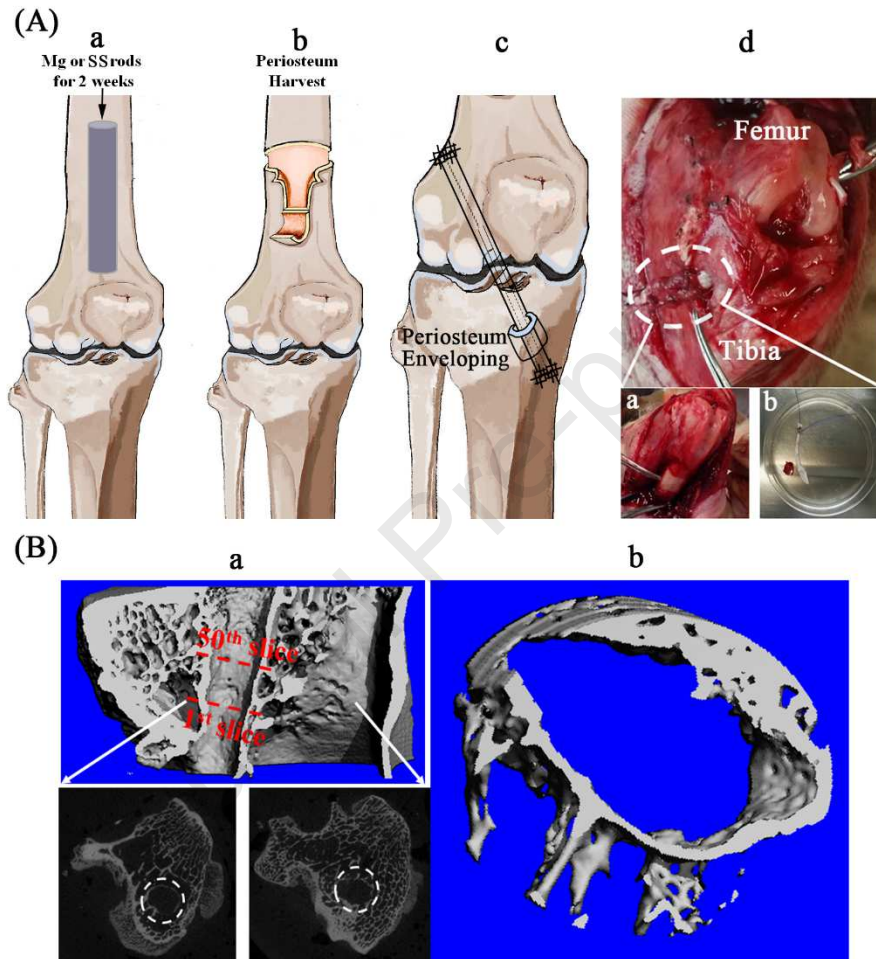 (A)
a
b
c
d
Mg or SS rods
for 2 weeks
Periosteum
Harvest
Periosteum
Enveloping
Femur
Tibia
a
b
(B)
a
b
50th slice
1st slice